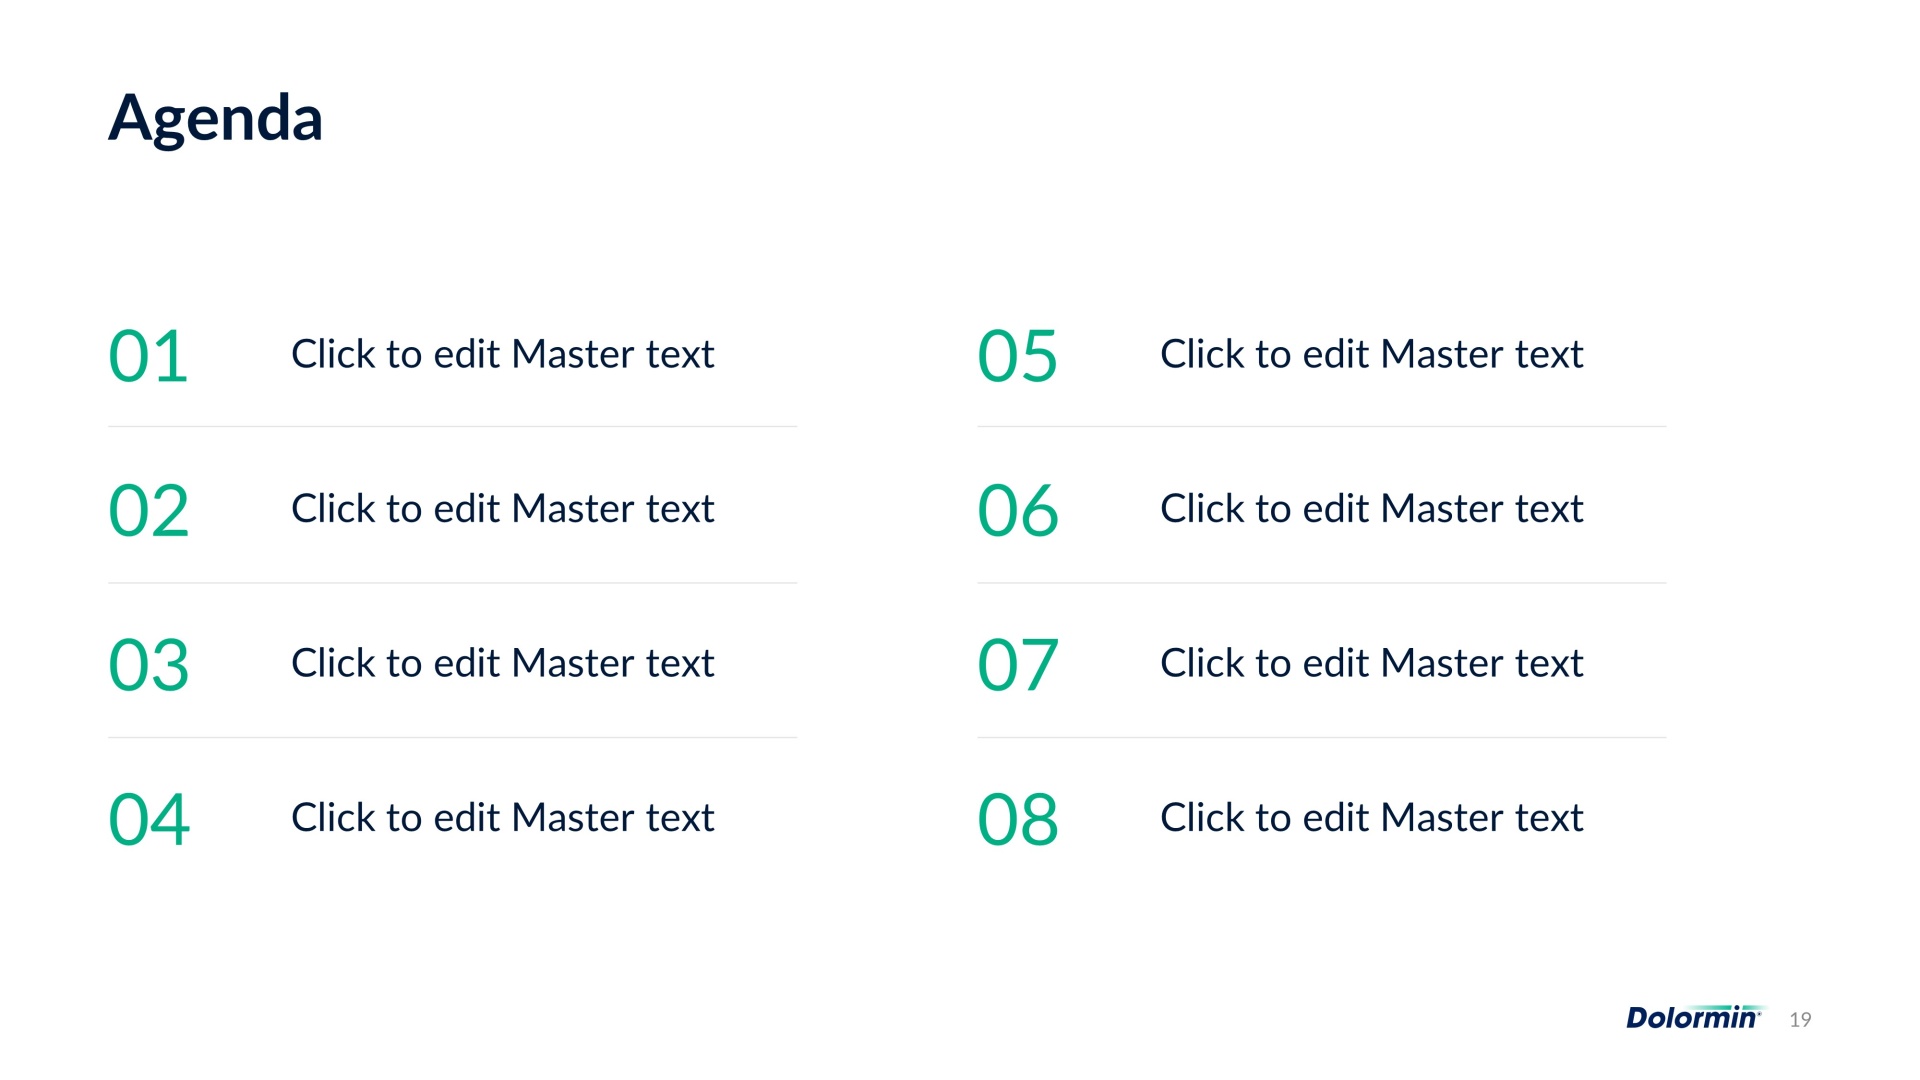 Agenda
01 Click to edit Master text
02 Click to edit Master text
03 Click to edit Master text
04 Click to edit Master text
05 Click to edit Master text
06 Click to edit Master text
07 Click to edit Master text
08 Click to edit Master text
Dolormin® 19